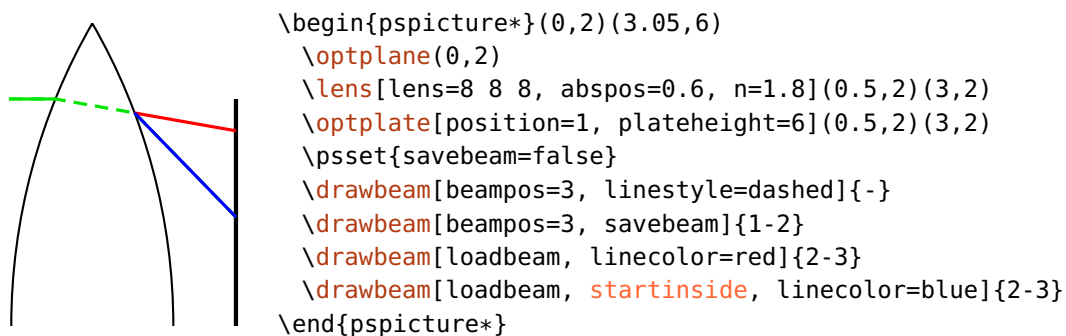 \begin{pspicture*}(0,2)(3.05,6)
\optplane(0,2)
\lens[lens=8 8 8, abspos=0.6, n=1.8](0.5,2)(3,2)
\optplate[position=1, plateheight=6](0.5,2)(3,2)
\psset{savebeam=false}
\drawbeam[beampos=3, linestyle=dashed]{-}
\drawbeam[beampos=3, savebeam]{1-2}
\drawbeam[loadbeam, linecolor=red]{2-3}
\drawbeam[loadbeam, startinside, linecolor=blue]{2-3}
\end{pspicture*}